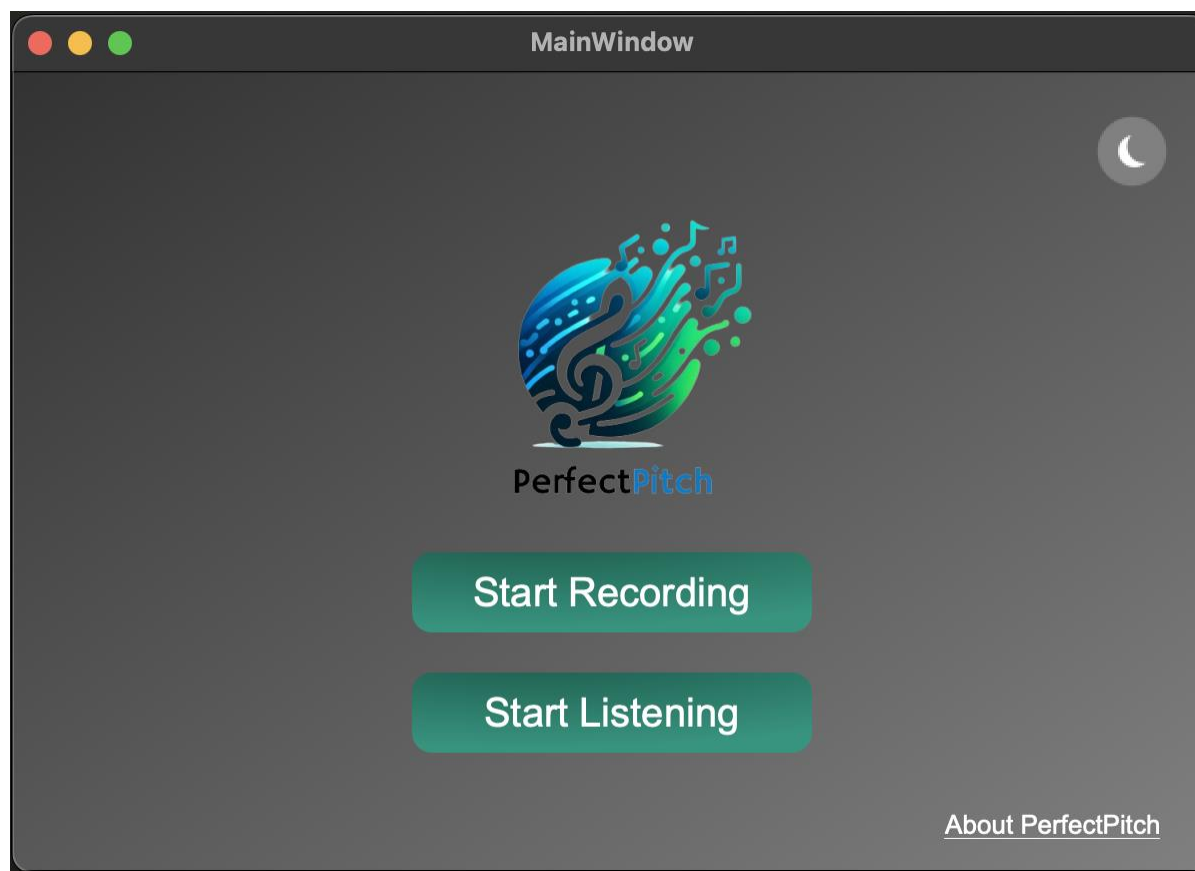 MainWindow
PerfectPitch
Start Recording
Start Listening
About PerfectPitch